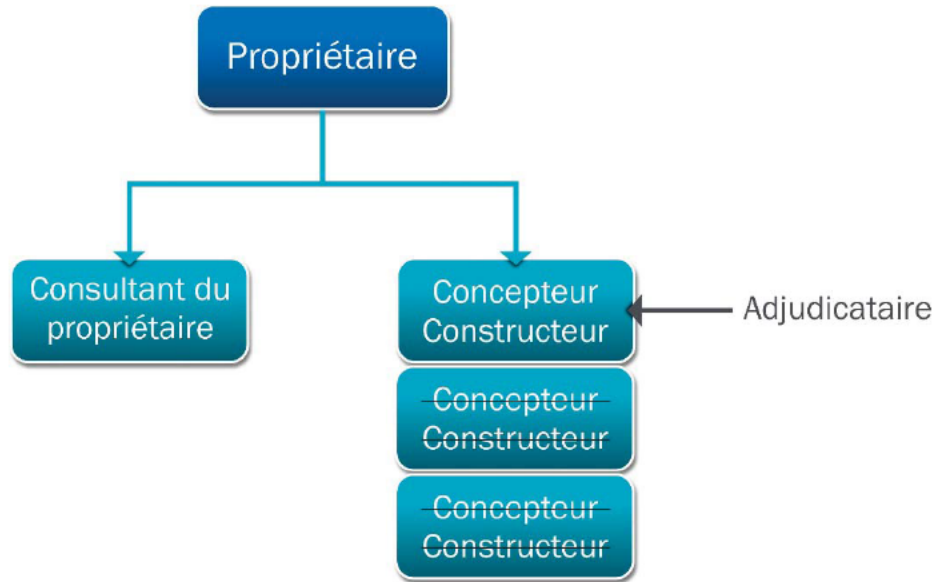 Propriétaire
Consultant du
propriétaire
Concepteur
Constructeur
Adjudicataire
Concepteur
Constructeur
Concepteur
Constructeur